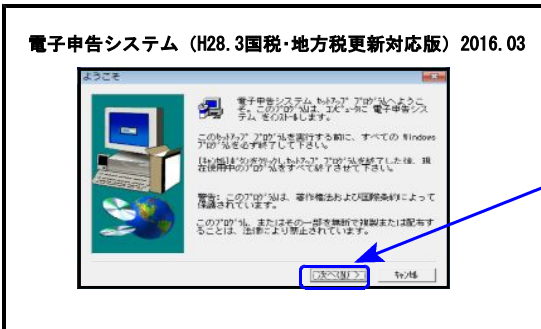 電子申告システム（H28.3国税･地方税更新対応版）2016.03
ようこそ
電子申告システム ｾｯﾄｱｯﾌﾟ ﾌﾟﾛｸﾞﾗﾑへようこ
そ。このﾌﾟﾛｸﾞﾗﾑは、ｺﾝﾋﾟｭｰﾀに 電子申告シス
テム をｲﾝｽﾄｰﾙします。
このｾｯﾄｱｯﾌﾟ ﾌﾟﾛｸﾞﾗﾑを実行する前に、すべての Windows
ﾌﾟﾛｸﾞﾗﾑを必ず終了して下さい。
[ｷｬﾝｾﾙ]ﾎﾞﾀﾝをｸﾘｯｸし、ｾｯﾄｱｯﾌﾟ ﾌﾟﾛｸﾞﾗﾑを終了した後、現
在使用中のﾌﾟﾛｸﾞﾗﾑをすべて終了させて下さい。
警告: このﾌﾟﾛｸﾞﾗﾑは、著作権法および国際条約によって
保護されています。
このﾌﾟﾛｸﾞﾗﾑ、またはその一部を無断で複製または配布す
ることは、法律により禁止されています。
次へ(N) >
ｷｬﾝｾﾙ